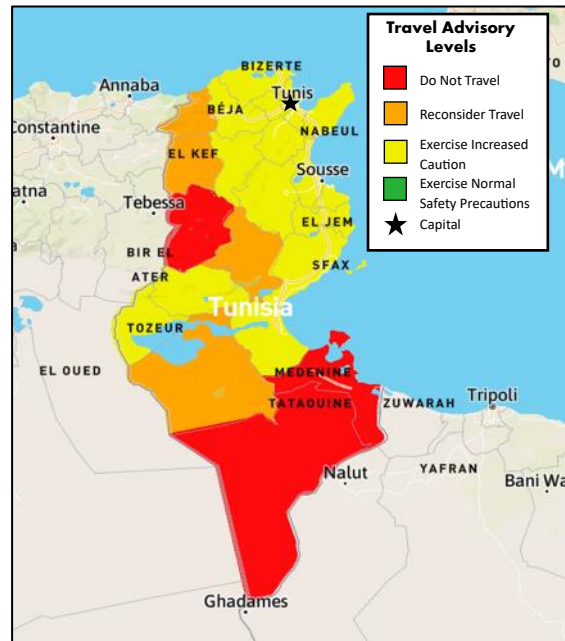 Travel Advisory
Levels
Do Not Travel
Reconsider Travel
Exercise Increased
Caution
Exercise Normal
Safety Precautions
Capital
BIZERTE
Annaba
Tunis
BÉJA
Constantine
NABEUL
EL KEF
Sousse
Tebessa
EL JEM
BIR EL
ATER
SFAX
Tunisia
TOZEUR
EL OUED
MEDENINE
TATAOUINE
ZUWARAH
Tripoli
Nalut
YAFRAN
Bani Wa
Ghadames
atna
TO
M